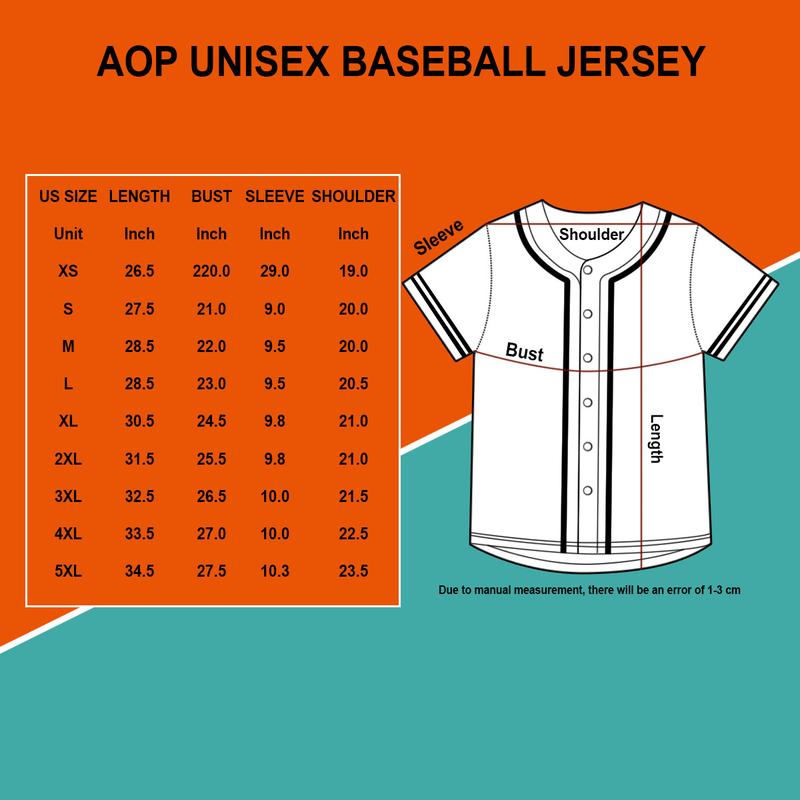 AOP UNISEX BASEBALL JERSEY
US SIZE LENGTH BUST SLEEVE SHOULDER
Unit Inch Inch Inch Inch
XS 26.5 220.0 29.0 19.0
S 27.5 21.0 9.0 20.0
M 28.5 22.0 9.5 20.0
L 28.5 23.0 9.5 20.5
XL 30.5 24.5 9.8 21.0
2XL 31.5 25.5 9.8 21.0
3XL 32.5 26.5 10.0 21.5
4XL 33.5 27.0 10.0 22.5
5XL 34.5 27.5 10.3 23.5
Sleeve
Shoulder
Bust
Length
Due to manual measurement, there will be an error of 1-3 cm